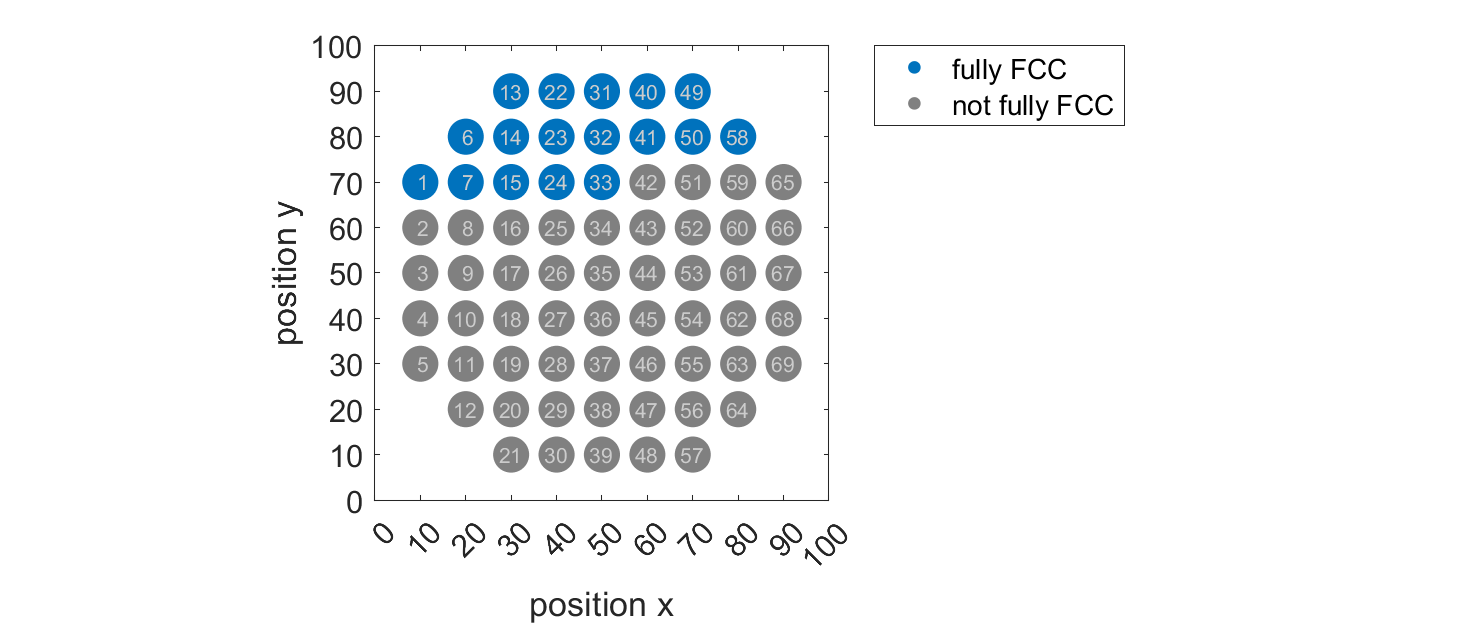 100
90
80
70
60
50
40
30
20
10
0
position y
13 22 31 40 49
6 14 23 32 41 50 58
1 7 15 24 33 42 51 59 65
2 8 16 25 34 43 52 60 66
3 9 17 26 35 44 53 61 67
4 10 18 27 36 45 54 62 68
5 11 19 28 37 46 55 63 69
12 20 29 38 47 56 64
21 30 39 48 57
0 10 20 30 40 50 60 70 80 90 100
position x
fully FCC
not fully FCC